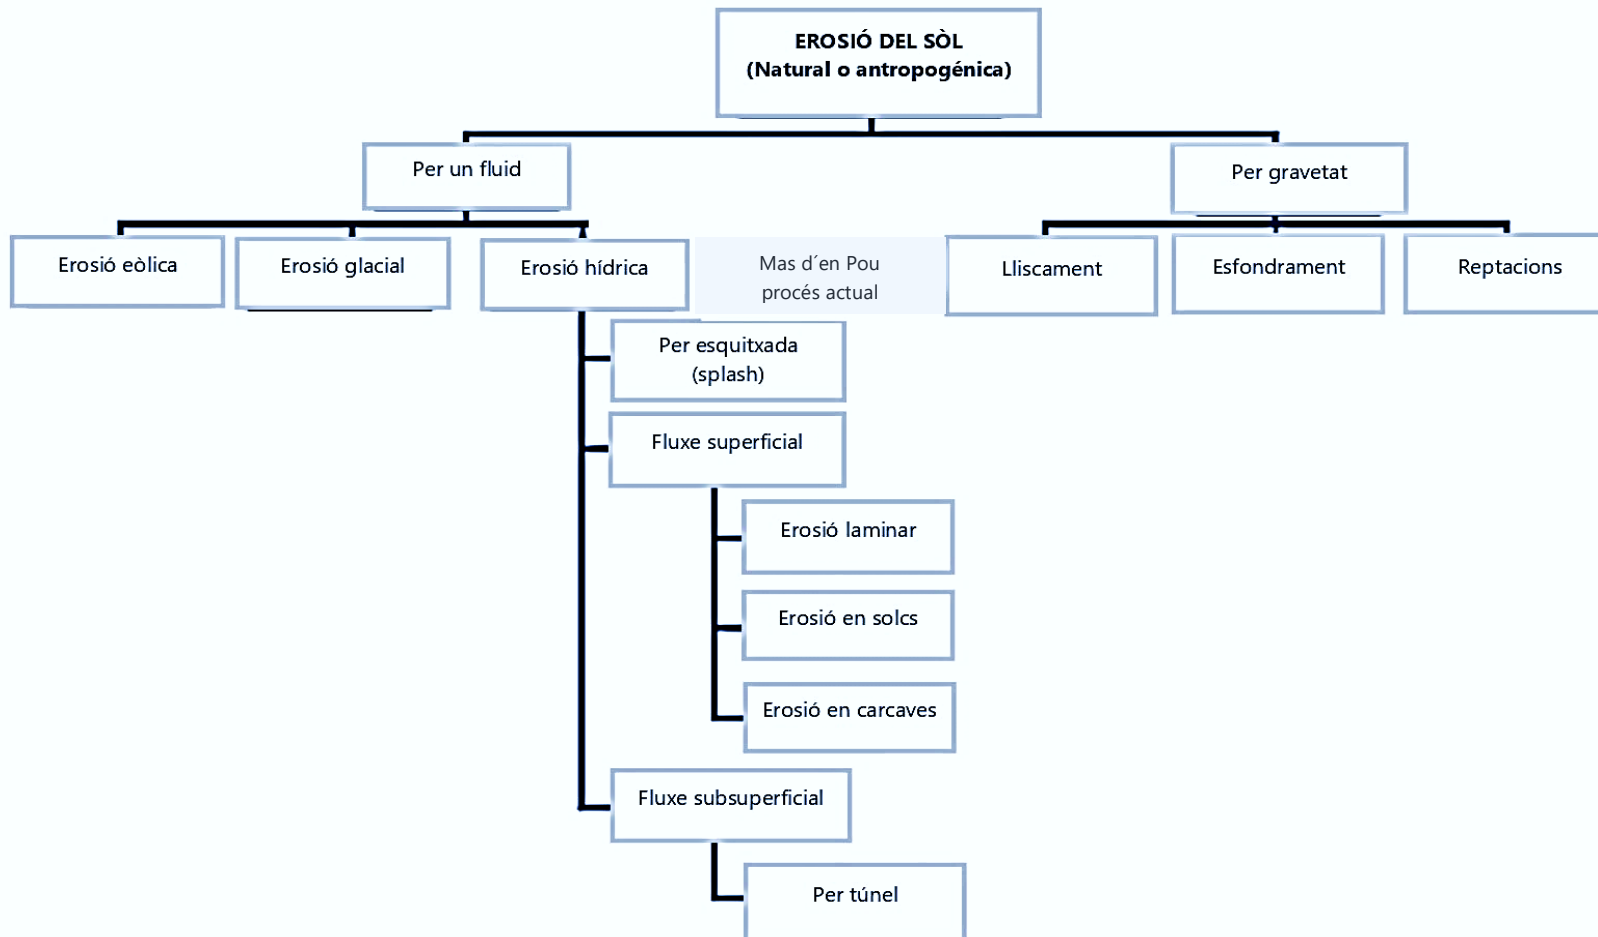 EROSIÓ DEL SÒL
(Natural o antropogénica)
Per un fluid
Per gravetat
Erosió eòlica
Erosió glacial
Erosió hídrica
Mas d´en Pou
procés actual
Lliscament
Esfondrament
Reptacions
Per esquitxada
(splash)
Fluxe superficial
Erosió laminar
Erosió en solcs
Erosió en carcaves
Fluxe subsuperficial
Per túnel